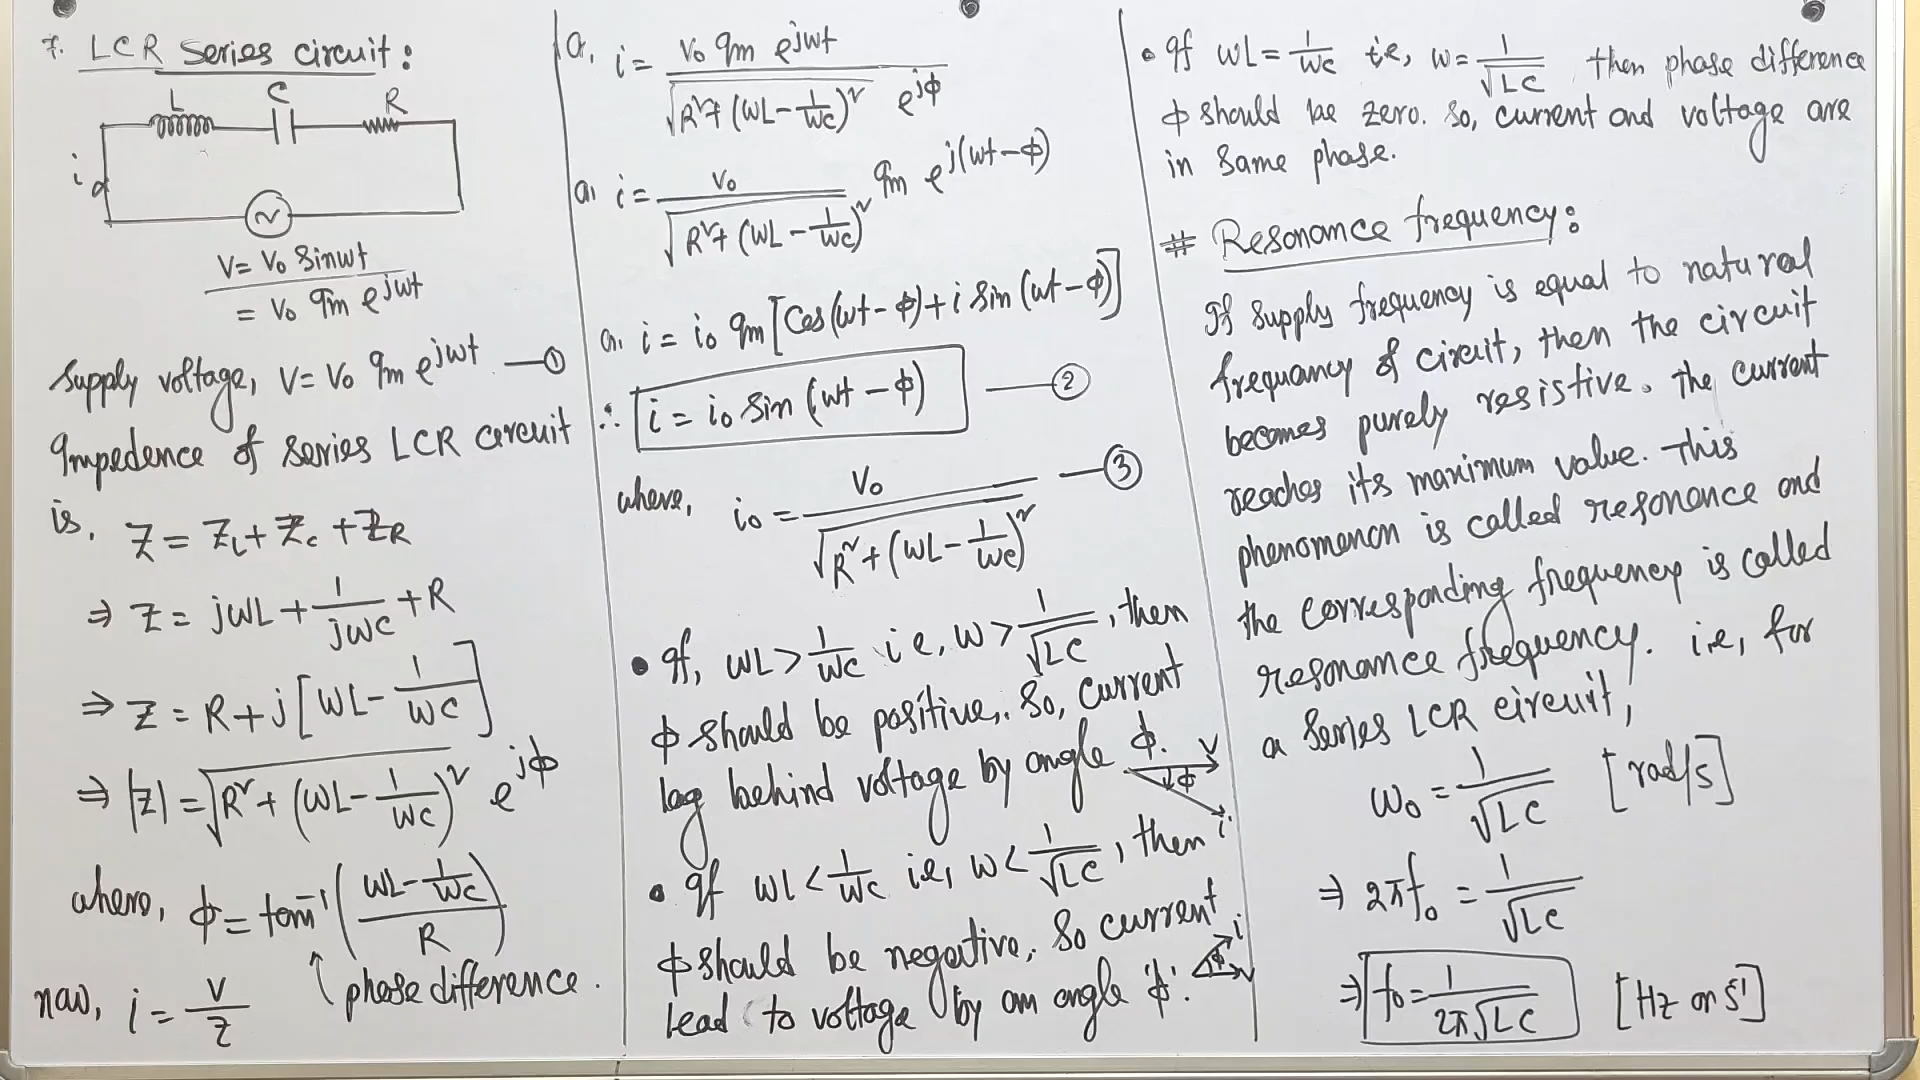 7. LCR Series circuit:
L C R
i
V = V₀ Sinωt
= V₀ Im e^{jωt}
Supply voltage, V = V₀ Im e^{jωt} —①
Impedence of series LCR circuit
is, Z = Z_L + Z_c + Z_R
⇒ Z = jωL + 1/(jωC) + R
⇒ Z = R + j[ωL - 1/(ωC)]
⇒ |Z| = √(R² + (ωL - 1/(ωC))²) e^{jφ}
where, φ = tan⁻¹((ωL - 1/(ωC))/R)
↑ phase difference.
now, i = V/Z
a, i = V₀ Im e^{jωt} / (√(R² + (ωL - 1/(ωC))²) e^{jφ})
a, i = V₀/√(R² + (ωL - 1/(ωC))²) Im e^{j(ωt-φ)}
a, i = i₀ Im [Cos(ωt-φ) + i Sin(ωt-φ)]
∴ i = i₀ Sin(ωt - φ) —②
where, i₀ = V₀/√(R² + (ωL - 1/(ωC))²) —③
• If, ωL > 1/(ωC) i e, ω > 1/√(LC), then
φ should be positive,. So, current
lag behind voltage by angle φ.
V φ i
• If ωL < 1/(ωC) i.e, ω < 1/√(LC), then
φ should be negative,. So current
lead to voltage by an angle 'φ'.
i φ V
• If ωL = 1/(ωC) i.e, ω = 1/√(LC), then phase difference
φ should be zero. So, current and voltage are
in same phase.
# Resonance frequency:
If supply frequency is equal to natural
frequancy of circuit, then the circuit
becomes purely resistive. The current
reaches its maximum value. This
phenomenon is called resonance and
the corresponding frequency is called
resonance frequency. i.e, for
a series LCR circuit,
ω₀ = 1/√(LC) [rad/s]
⇒ 2πf₀ = 1/√(LC)
⇒ f₀ = 1/(2π√(LC)) [Hz or S⁻¹]